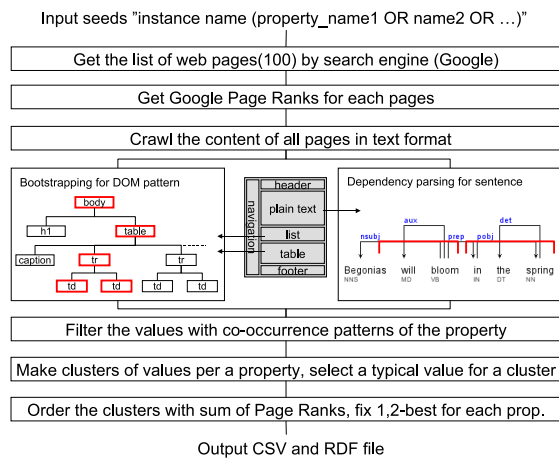 Input seeds "instance name (property_name1 OR name2 OR …)"
Get the list of web pages(100) by search engine (Google)
Get Google Page Ranks for each pages
Crawl the content of all pages in text format
Bootstrapping for DOM pattern
body
h1
table
caption
tr
tr
td
td
td
td
navigation
header
plain text
list
table
footer
Dependency parsing for sentence
aux
det
nsubj
prep
pobj
Begonias will bloom in the spring
NNS MD VB IN DT NN
Filter the values with co-occurrence patterns of the property
Make clusters of values per a property, select a typical value for a cluster
Order the clusters with sum of Page Ranks, fix 1,2-best for each prop.
Output CSV and RDF file